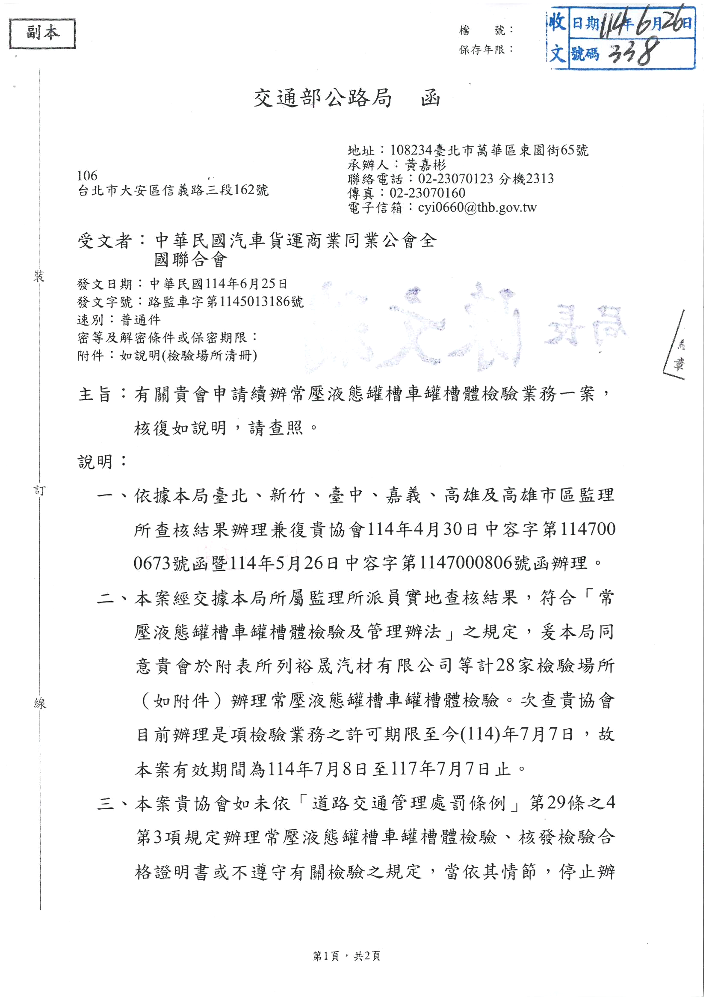 副本
檔　　號：
保存年限：
收文
日期114年6月26日
號碼 338
交通部公路局　函
地址：108234臺北市萬華區東園街65號
承辦人：黃嘉彬
聯絡電話：02-23070123 分機2313
傳真：02-23070160
電子信箱：cyi0660@thb.gov.tw
106
台北市大安區信義路三段162號
受文者：中華民國汽車貨運商業同業公會全
國聯合會
發文日期：中華民國114年6月25日
發文字號：路監車字第1145013186號
速別：普通件
密等及解密條件或保密期限：
附件：如說明(檢驗場所清冊)
局長
主旨：有關貴會申請續辦常壓液態罐槽車罐槽體檢驗業務一案，
核復如說明，請查照。
說明：
一、依據本局臺北、新竹、臺中、嘉義、高雄及高雄市區監理
所查核結果辦理兼復貴協會114年4月30日中容字第114700
0673號函暨114年5月26日中容字第1147000806號函辦理。
二、本案經交據本局所屬監理所派員實地查核結果，符合「常
壓液態罐槽車罐槽體檢驗及管理辦法」之規定，爰本局同
意貴會於附表所列裕晟汽材有限公司等計28家檢驗場所
（如附件）辦理常壓液態罐槽車罐槽體檢驗。次查貴協會
目前辦理是項檢驗業務之許可期限至今(114)年7月7日，故
本案有效期間為114年7月8日至117年7月7日止。
三、本案貴協會如未依「道路交通管理處罰條例」第29條之4
第3項規定辦理常壓液態罐槽車罐槽體檢驗、核發檢驗合
格證明書或不遵守有關檢驗之規定，當依其情節，停止辦
裝
訂
線
第1頁，共2頁